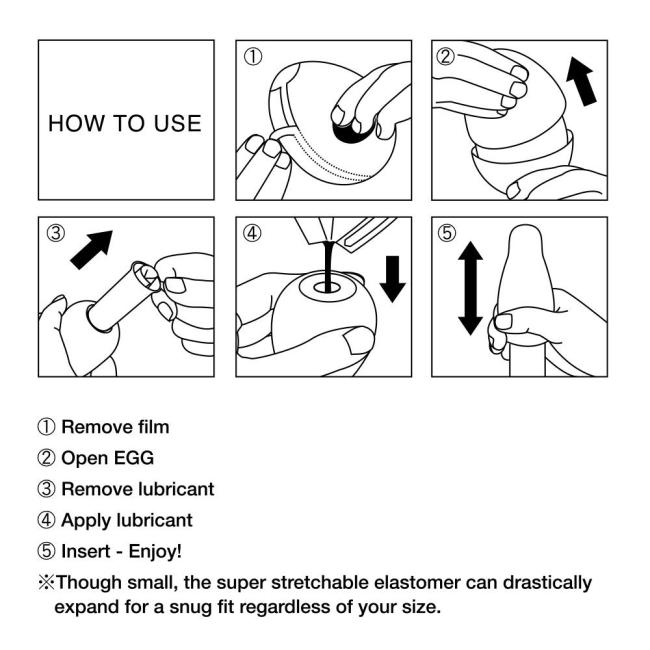 HOW TO USE
①
②
③
④
⑤
① Remove film
② Open EGG
③ Remove lubricant
④ Apply lubricant
⑤ Insert - Enjoy!
※Though small, the super stretchable elastomer can drastically
expand for a snug fit regardless of your size.